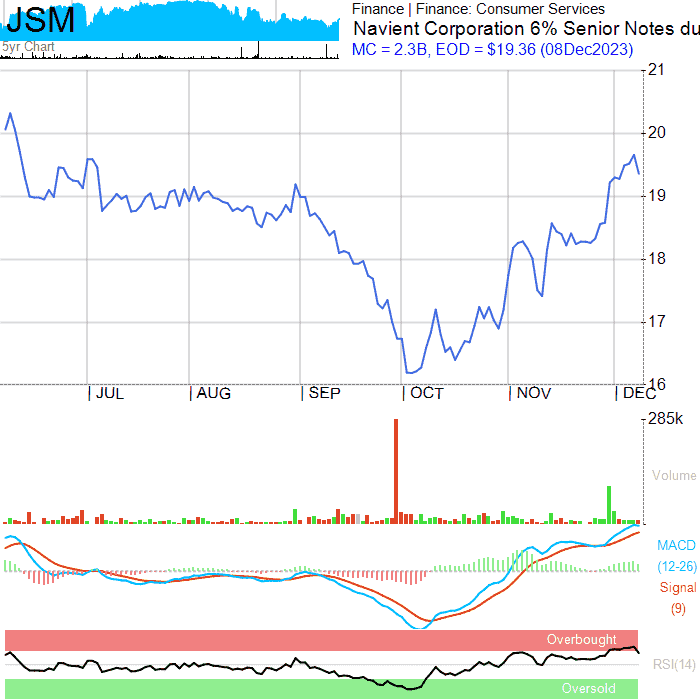 JSM
5yr Chart
Finance | Finance: Consumer Services
Navient Corporation 6% Senior Notes du
MC = 2.3B, EOD = $19.36 (08Dec2023)
21
20
19
18
17
16
JUL AUG SEP OCT NOV DEC
285k
Volume
MACD
(12-26)
Signal
(9)
Overbought
RSI(14)
Oversold